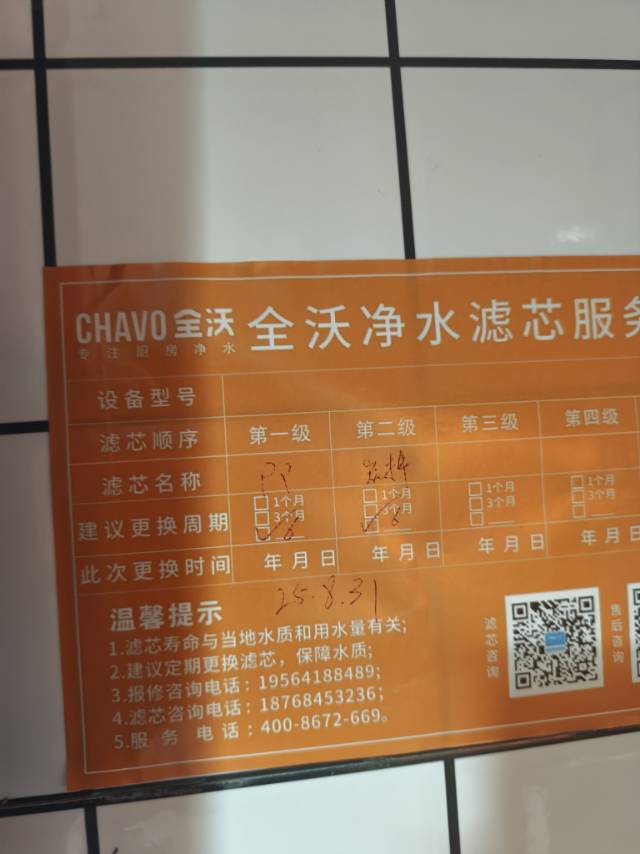 CHAVO 全沃 全沃净水滤芯服务
专注厨房净水
设备型号
滤芯顺序 第一级 第二级 第三级 第四级
滤芯名称 PP
建议更换周期 1个月 1个月 1个月 1个月
3个月 3个月 3个月 3个月
6 6
此次更换时间 年月日 年月日 年月日 年月日
25.8.31
温馨提示
1.滤芯寿命与当地水质和用水量有关;
2.建议定期更换滤芯，保障水质;
3.报修咨询电话：19564188489;
4.滤芯咨询电话：18768453236;
5.服务电话：400-8672-669。
滤芯咨询
售后咨询